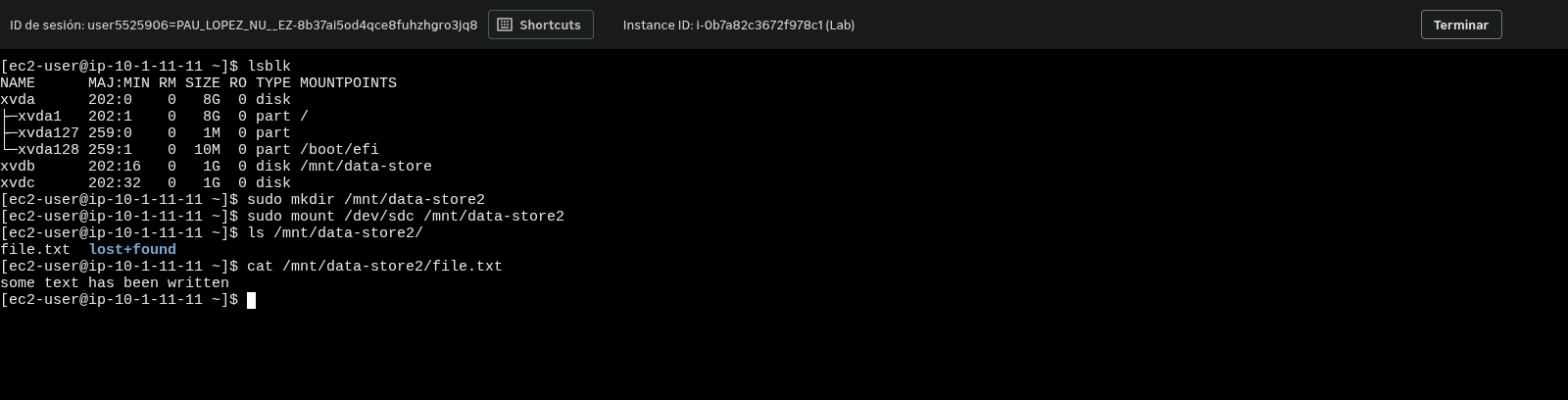 ID de sesión: user5525906=PAU_LOPEZ_NU__EZ-8b37ai5od4qce8fuhzhgro3jq8 Shortcuts Instance ID: i-0b7a82c3672f978c1 (Lab) Terminar
[ec2-user@ip-10-1-11-11 ~]$ lsblk
NAME      MAJ:MIN RM SIZE RO TYPE MOUNTPOINTS
xvda      202:0    0   8G  0 disk
├─xvda1   202:1    0   8G  0 part /
├─xvda127 259:0    0   1M  0 part
└─xvda128 259:1    0  10M  0 part /boot/efi
xvdb      202:16   0   1G  0 disk /mnt/data-store
xvdc      202:32   0   1G  0 disk
[ec2-user@ip-10-1-11-11 ~]$ sudo mkdir /mnt/data-store2
[ec2-user@ip-10-1-11-11 ~]$ sudo mount /dev/sdc /mnt/data-store2
[ec2-user@ip-10-1-11-11 ~]$ ls /mnt/data-store2/
file.txt  lost+found
[ec2-user@ip-10-1-11-11 ~]$ cat /mnt/data-store2/file.txt
some text has been written
[ec2-user@ip-10-1-11-11 ~]$